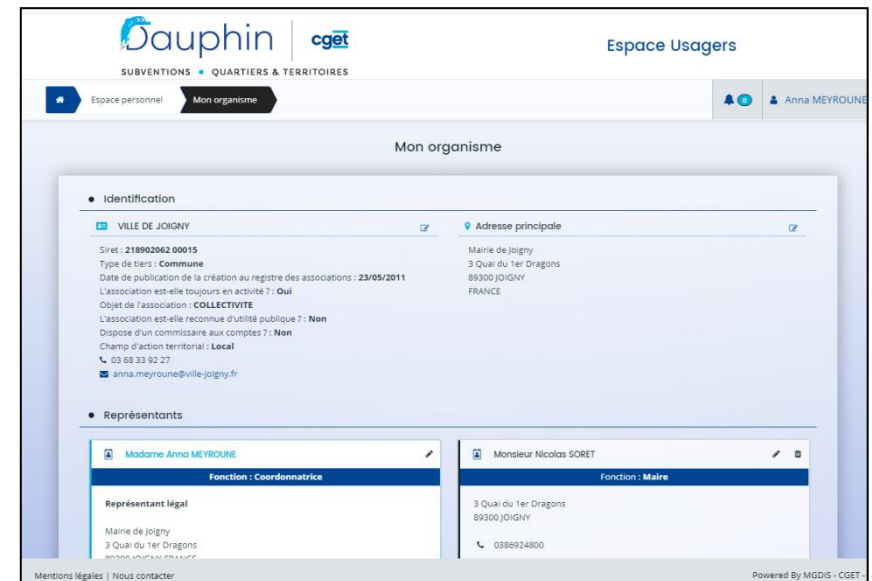 Dauphin cget
SUBVENTIONS • QUARTIERS & TERRITOIRES
Espace Usagers
Espace personnel
Mon organisme
0
Anna MEYROUNE
Mon organisme
• Identification
VILLE DE JOIGNY
Siret : 218902062 00015
Type de tiers : Commune
Date de publication de la création au registre des associations : 23/05/2011
L'association est-elle toujours en activité ? : Oui
Objet de l'association : COLLECTIVITE
L'association est-elle reconnue d'utilité publique ? : Non
Dispose d'un commissaire aux comptes ? : Non
Champ d'action territorial : Local
03 68 33 92 27
anna.meyroune@ville-joigny.fr
Adresse principale
Mairie de Joigny
3 Quai du 1er Dragons
89300 JOIGNY
FRANCE
• Représentants
Madame Anna MEYROUNE
Fonction : Coordonnatrice
Représentant légal
Mairie de Joigny
3 Quai du 1er Dragons
89300 JOIGNY FRANCE
Monsieur Nicolas SORET
Fonction : Maire
3 Quai du 1er Dragons
89300 JOIGNY
0386924800
Mentions légales | Nous contacter
Powered By MGDIS - CGET -